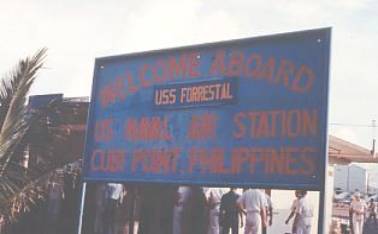 WELCOME ABOARD
USS FORRESTAL
US NAVAL AIR STATION
CUBI POINT, PHILIPPINES